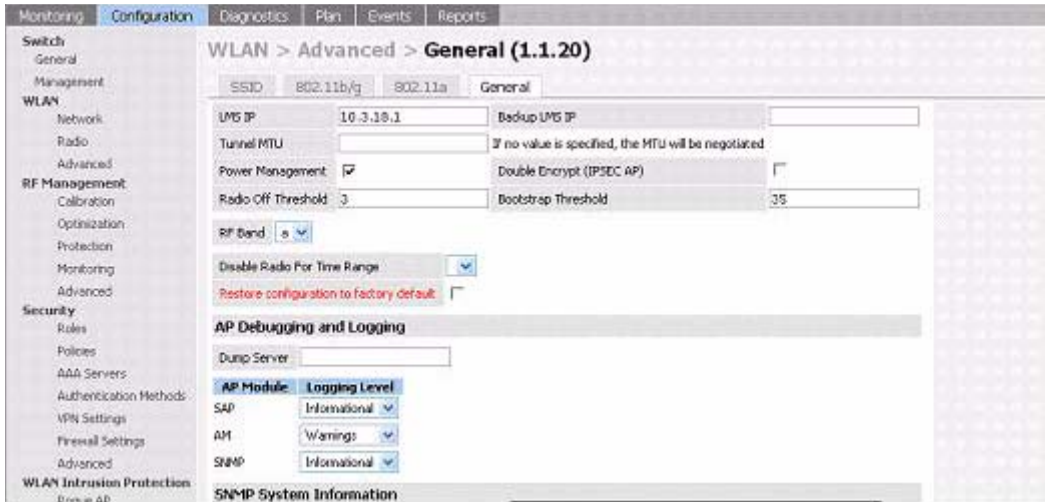 Monitoring Configuration Diagnostics Plan Events Reports
Switch
General
Management
WLAN
Network
Radio
Advanced
RF Management
Calibration
Optimization
Protection
Monitoring
Advanced
Security
Roles
Policies
AAA Servers
Authentication Methods
VPN Settings
Firewall Settings
Advanced
WLAN Intrusion Protection
Rogue AP
WLAN > Advanced > General (1.1.20)
SSID 802.11b/g 802.11a General
LMS IP 10.3.18.1 Backup LMS IP
Tunnel MTU If no value is specified, the MTU will be negotiated
Power Management Double Encrypt (IPSEC AP)
Radio Off Threshold 3 Bootstrap Threshold 35
RF Band a
Disable Radio For Time Range
Restore configuration to factory default
AP Debugging and Logging
Dump Server
AP Module Logging Level
SAP Informational
AM Warnings
SNMP Informational
SNMP System Information